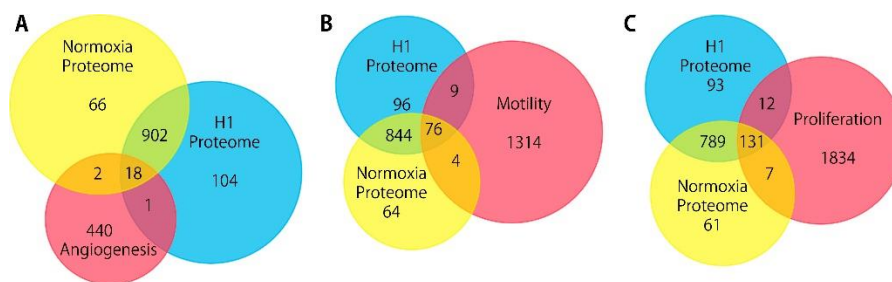 A
Normoxia
Proteome
66
902
H1
Proteome
104
2
18
1
440
Angiogenesis
B
H1
Proteome
96
9
Motility
1314
844
76
4
Normoxia
Proteome
64
C
H1
Proteome
93
12
Proliferation
1834
789
131
7
Normoxia
Proteome
61